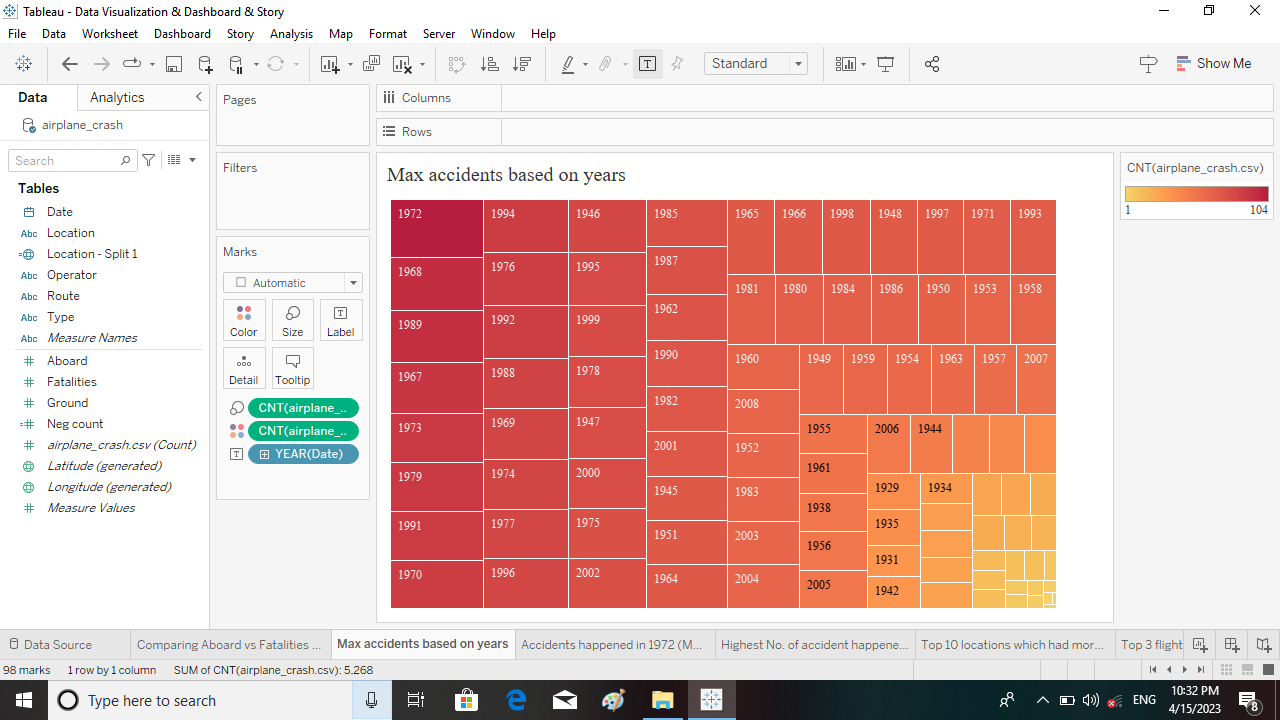 Tableau - Data Visualization & Dashboard & Story
File Data Worksheet Dashboard Story Analysis Map Format Server Window Help
Standard
Show Me
Data Analytics
airplane_crash
Search
Tables
Date
Abc Location
Location - Split 1
Abc Operator
Abc Route
Abc Type
Abc Measure Names
Aboard
Fatalities
Ground
Neg count
airplane_crash.csv (Count)
Latitude (generated)
Longitude (generated)
Measure Values
Pages
Filters
Marks
Automatic
Color Size Label
Detail Tooltip
CNT(airplane_..
CNT(airplane_..
YEAR(Date)
Columns
Rows
Max accidents based on years
1972
1968
1989
1967
1973
1979
1991
1970
1994
1976
1992
1988
1969
1974
1977
1996
1946
1995
1999
1978
1947
2000
1975
2002
1985
1987
1962
1990
1982
2001
1945
1951
1964
1965 1966 1998 1948 1997 1971 1993
1981 1980 1984 1986 1950 1953 1958
1960
2008
1952
1983
2003
2004
1949 1959 1954 1963 1957 2007
1955
1961
1938
1956
2005
2006 1944
1929
1935
1931
1942
1934
CNT(airplane_crash.csv)
1 104
Data Source Comparing Aboard vs Fatalities ... Max accidents based on years Accidents happened in 1972 (M... Highest No. of accident happene... Top 10 locations which had mor... Top 3 flight
98 marks 1 row by 1 column SUM of CNT(airplane_crash.csv): 5,268
Type here to search
ENG
10:32 PM
4/15/2023
8